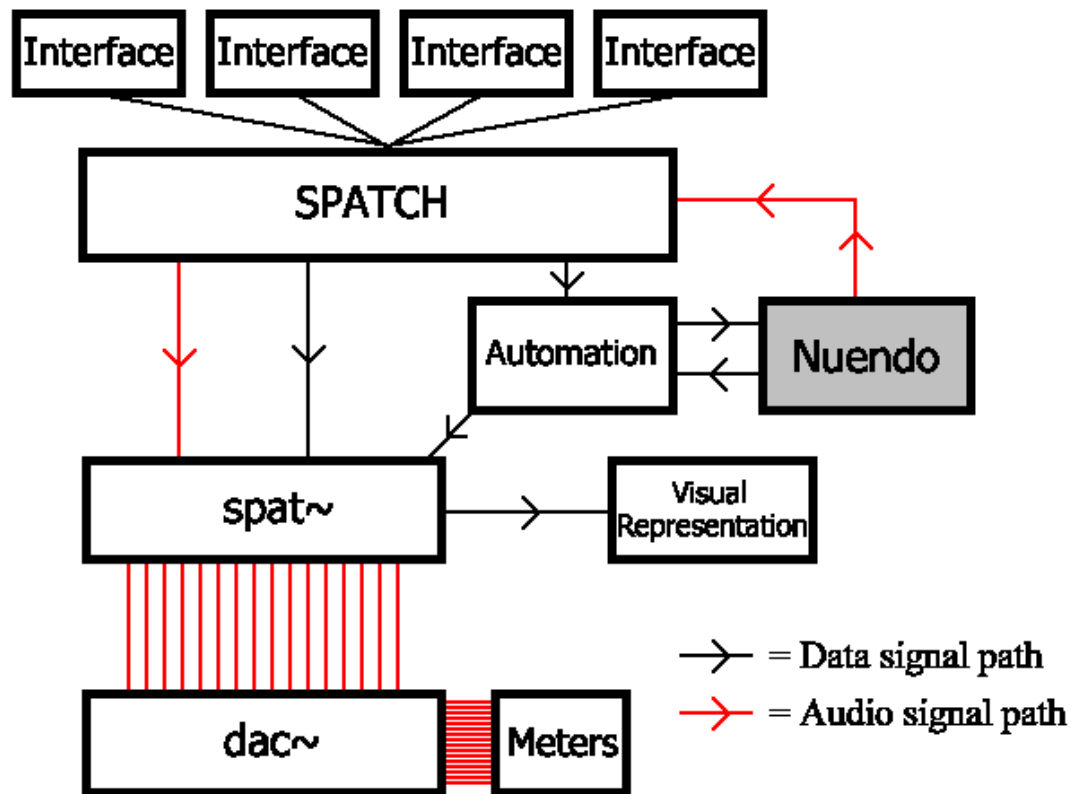 Interface Interface Interface Interface
SPATCH
Automation
Nuendo
spat~
Visual
Representation
= Data signal path
= Audio signal path
dac~
Meters